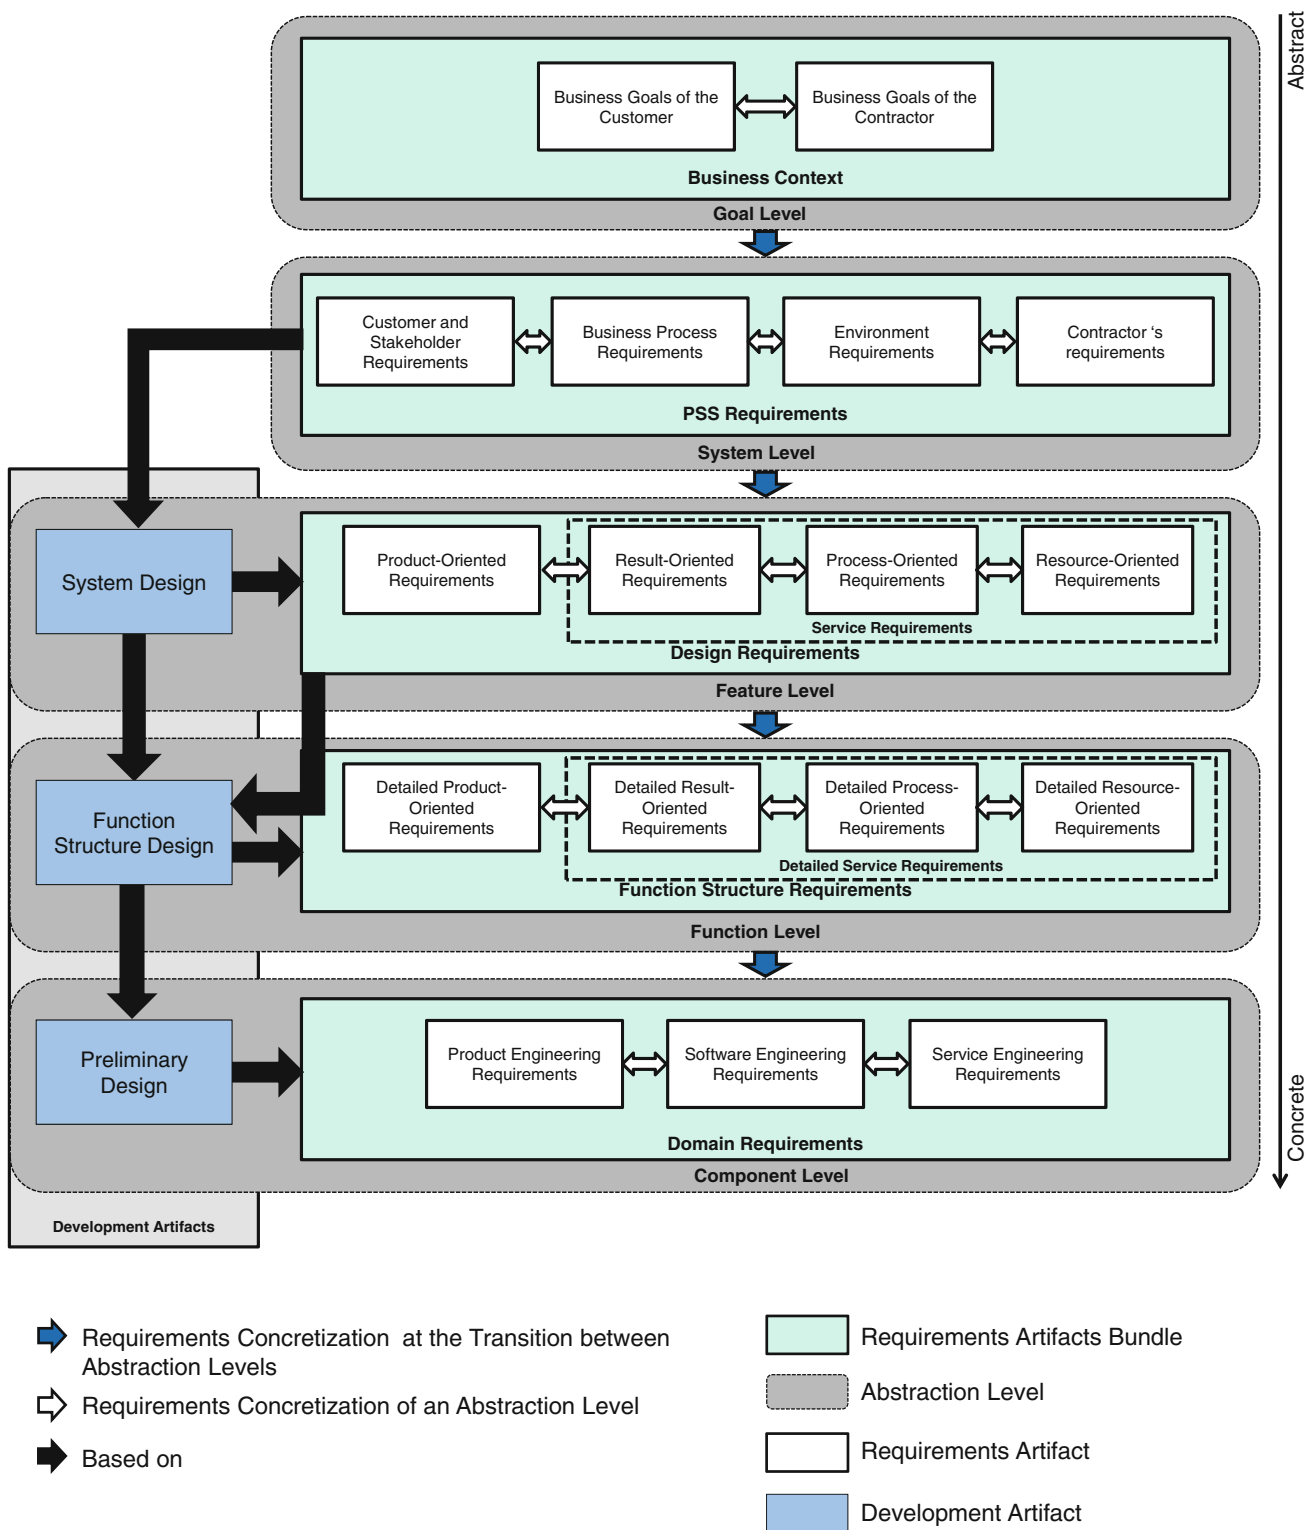 Abstract
Business Goals of the
Customer
Business Goals of the
Contractor
Business Context
Goal Level
Customer and
Stakeholder
Requirements
Business Process
Requirements
Environment
Requirements
Contractor ‘s
requirements
PSS Requirements
System Level
System Design
Product-Oriented
Requirements
Result-Oriented
Requirements
Process-Oriented
Requirements
Resource-Oriented
Requirements
Service Requirements
Design Requirements
Feature Level
Function
Structure Design
Detailed Product-
Oriented
Requirements
Detailed Result-
Oriented
Requirements
Detailed Process-
Oriented
Requirements
Detailed Resource-
Oriented
Requirements
Detailed Service Requirements
Function Structure Requirements
Function Level
Preliminary
Design
Product Engineering
Requirements
Software Engineering
Requirements
Service Engineering
Requirements
Domain Requirements
Component Level
Concrete
Development Artifacts
Requirements Concretization at the Transition between
Abstraction Levels
Requirements Concretization of an Abstraction Level
Based on
Requirements Artifacts Bundle
Abstraction Level
Requirements Artifact
Development Artifact